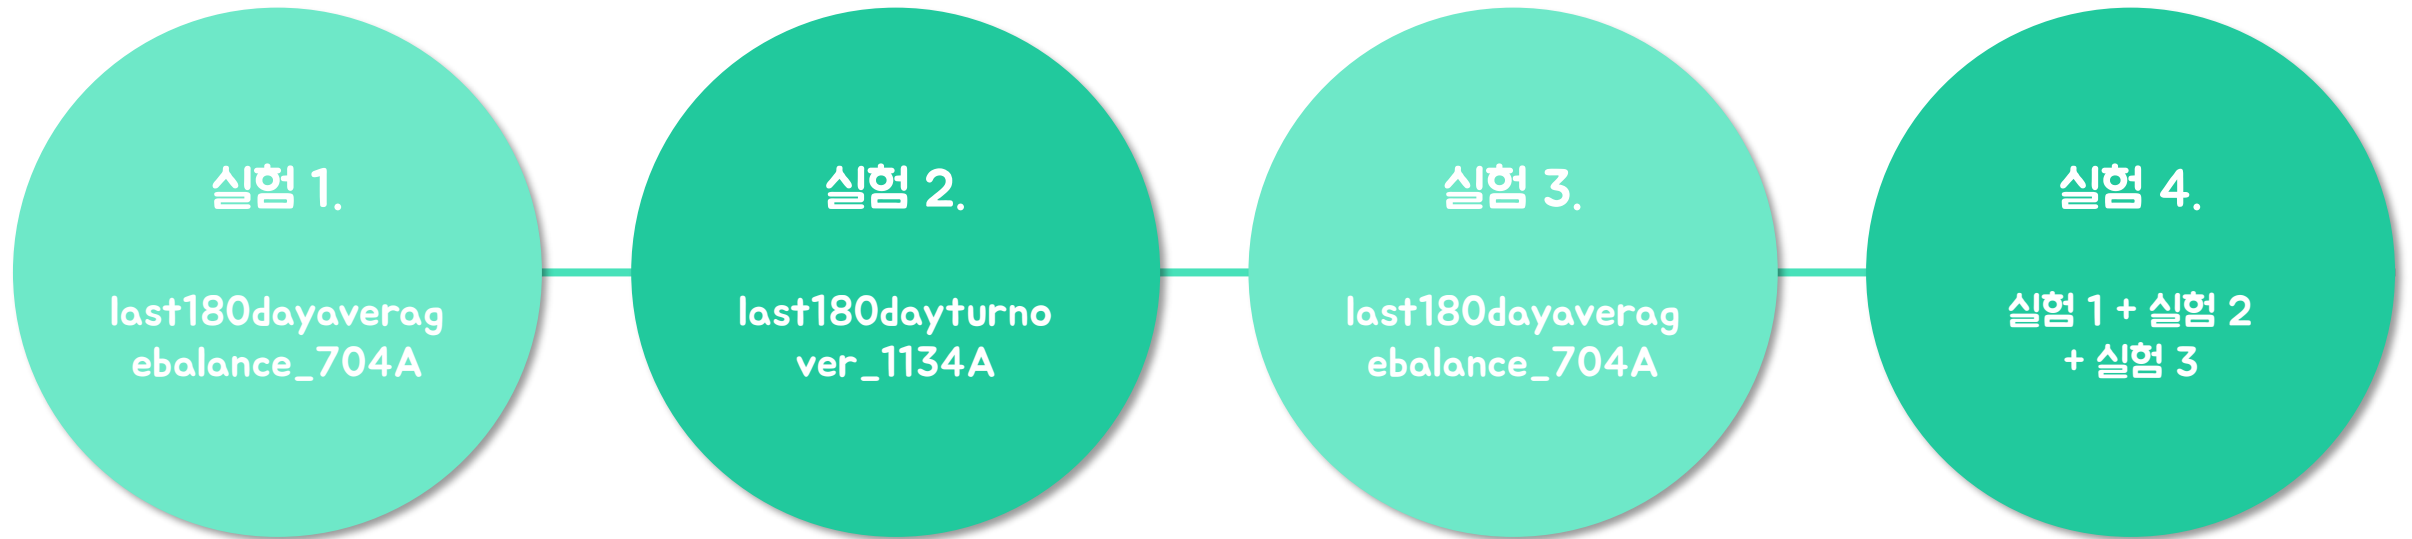 실험 1.
last180dayaverag
ebalance_704A
실험 2.
last180dayturno
ver_1134A
실험 3.
last180dayaverag
ebalance_704A
실험 4.
실험 1 + 실험 2
+ 실험 3